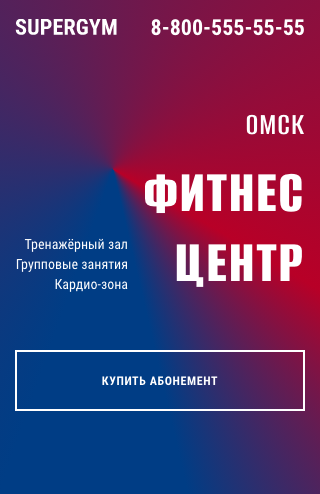 SUPERGYM 8-800-555-55-55
ОМСК
ФИТНЕС
ЦЕНТР
Тренажёрный зал
Групповые занятия
Кардио-зона
КУПИТЬ АБОНЕМЕНТ